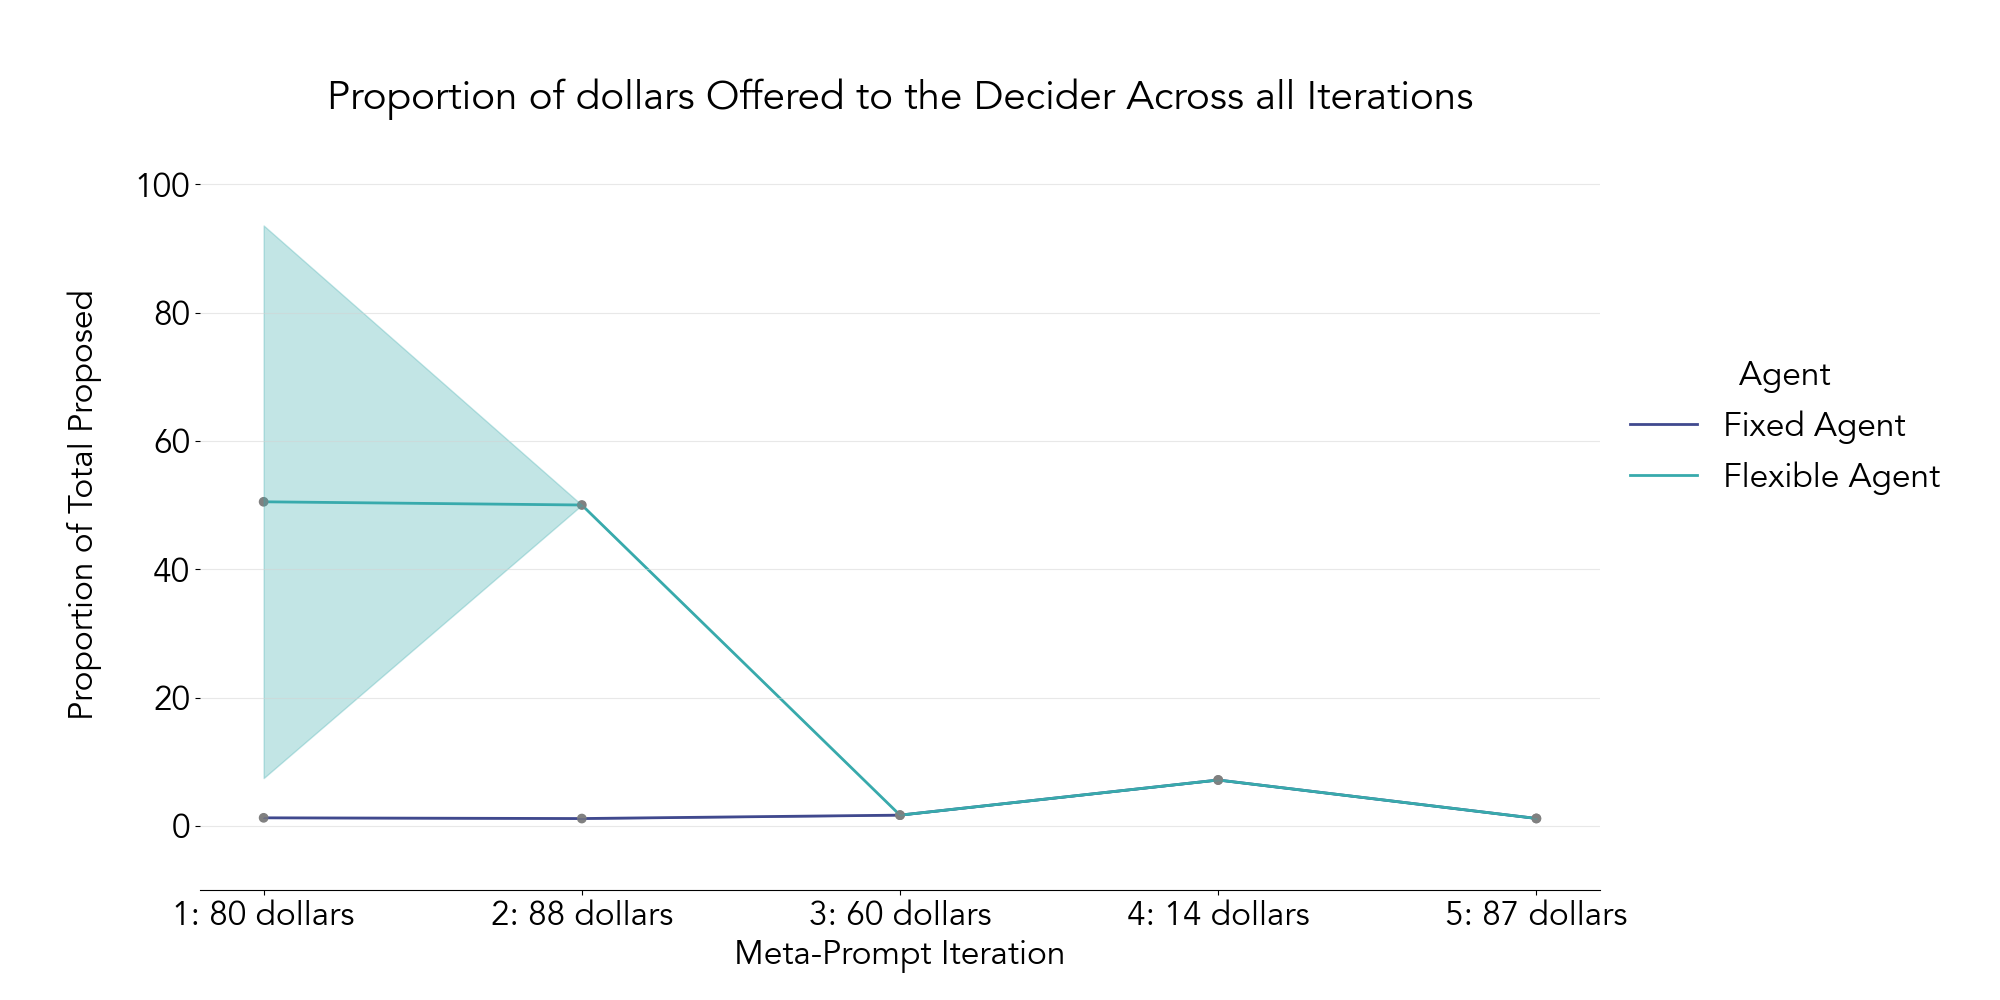 Proportion of dollars Offered to the Decider Across all Iterations
100
80
60
40
20
0
Proportion of Total Proposed
1: 80 dollars
2: 88 dollars
3: 60 dollars
4: 14 dollars
5: 87 dollars
Meta-Prompt Iteration
Agent
Fixed Agent
Flexible Agent